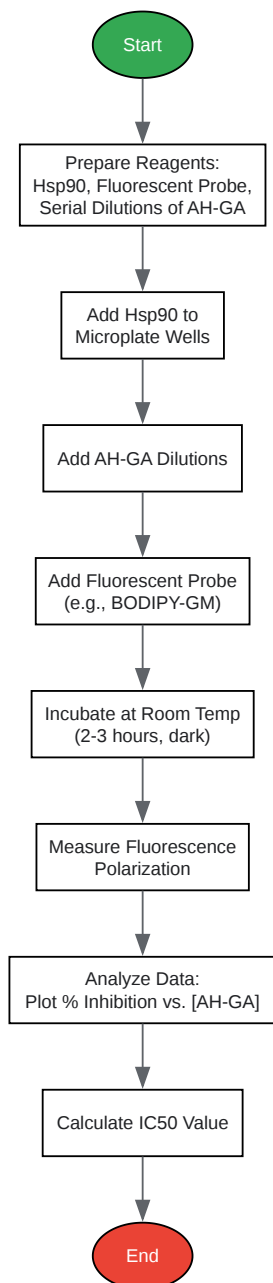 Start
Prepare Reagents:
Hsp90, Fluorescent Probe,
Serial Dilutions of AH-GA
Add Hsp90 to
Microplate Wells
Add AH-GA Dilutions
Add Fluorescent Probe
(e.g., BODIPY-GM)
Incubate at Room Temp
(2-3 hours, dark)
Measure Fluorescence
Polarization
Analyze Data:
Plot % Inhibition vs. [AH-GA]
Calculate IC50 Value
End